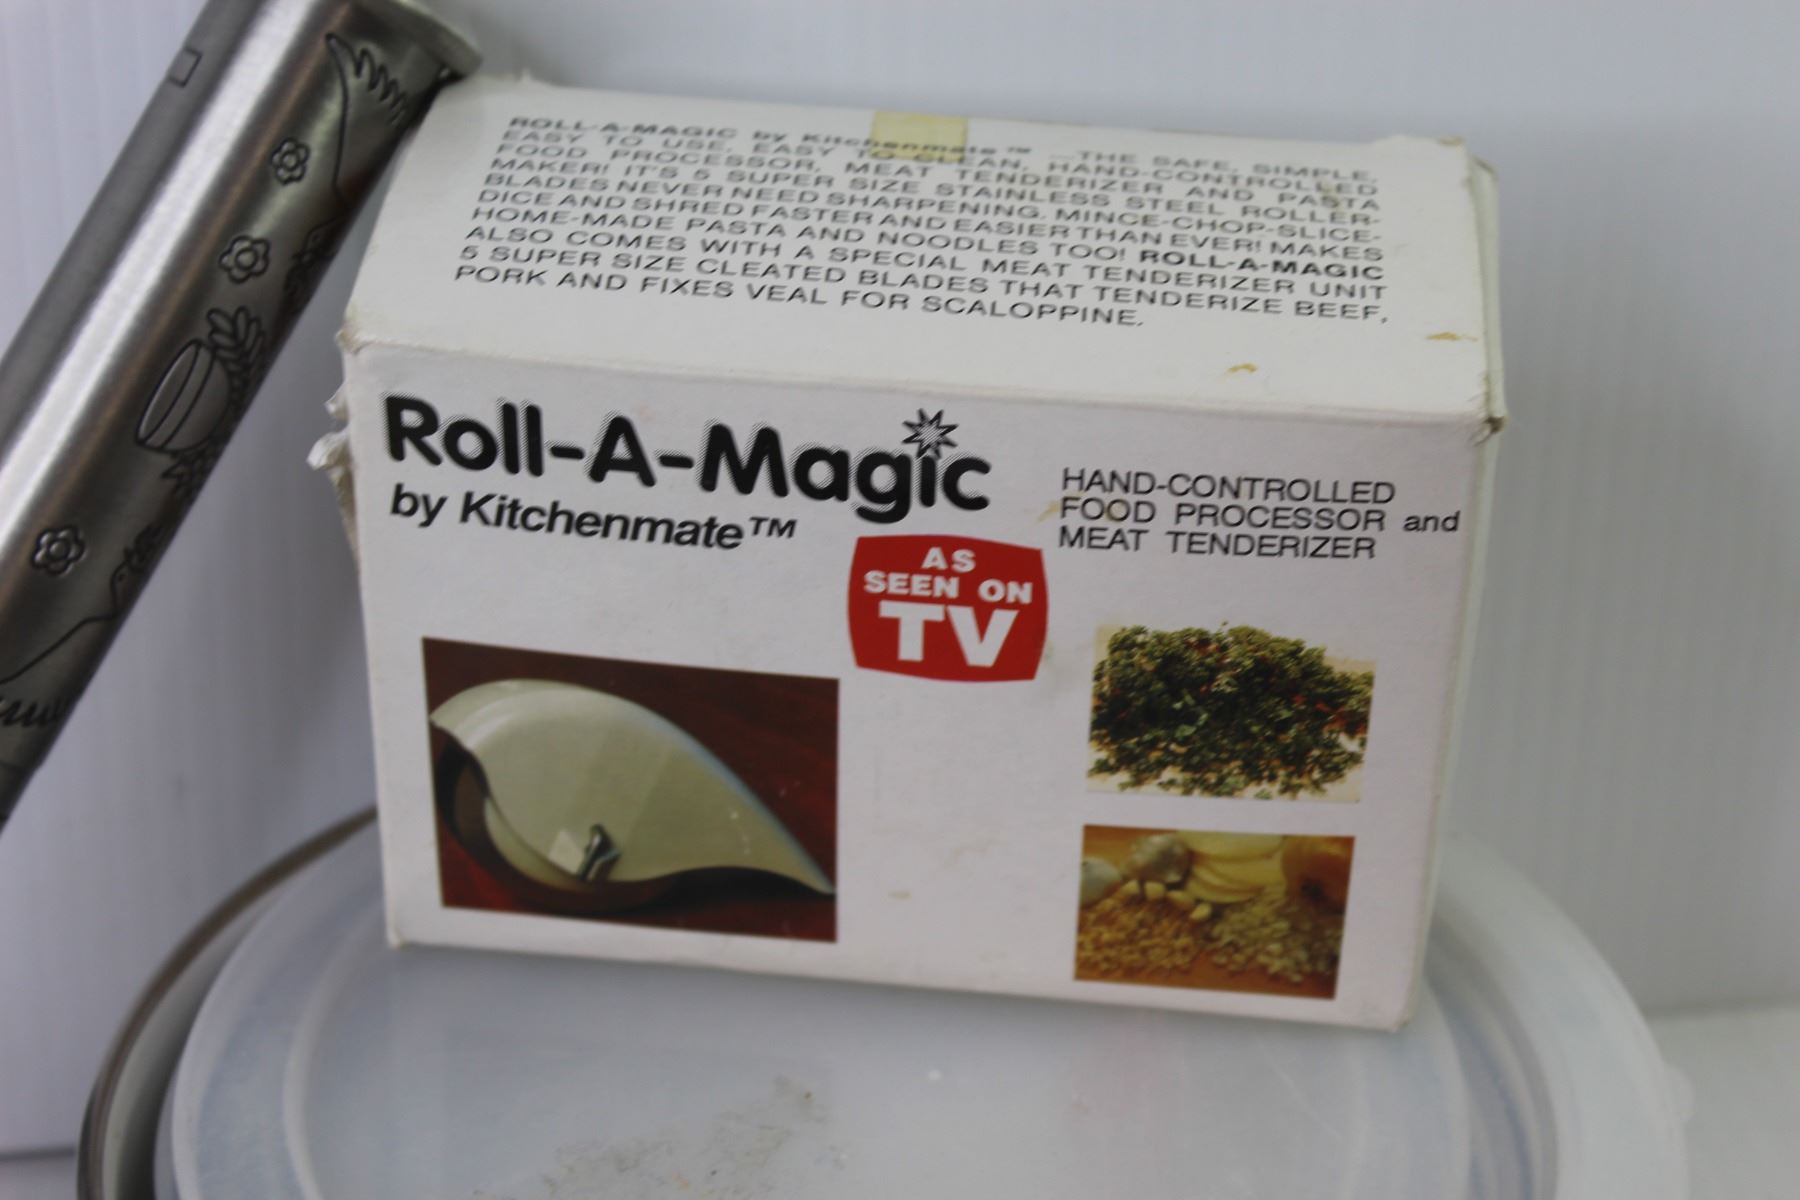 ROLL-A-MAGIC by Kitchenmate™ —THE SAFE, SIMPLE,
EASY TO USE, EASY TO CLEAN, HAND-CONTROLLED
FOOD PROCESSOR, MEAT TENDERIZER AND PASTA
MAKER! IT'S 5 SUPER SIZE STAINLESS STEEL ROLLER-
BLADES NEVER NEED SHARPENING. MINCE-CHOP-SLICE-
DICE AND SHRED FASTER AND EASIER THAN EVER! MAKES
HOME-MADE PASTA AND NOODLES TOO! ROLL-A-MAGIC
ALSO COMES WITH A SPECIAL MEAT TENDERIZER UNIT
5 SUPER SIZE CLEATED BLADES THAT TENDERIZE BEEF,
PORK AND FIXES VEAL FOR SCALOPPINE.
Roll-A-Magic
by Kitchenmate™
HAND-CONTROLLED
FOOD PROCESSOR and
MEAT TENDERIZER
AS
SEEN ON
TV